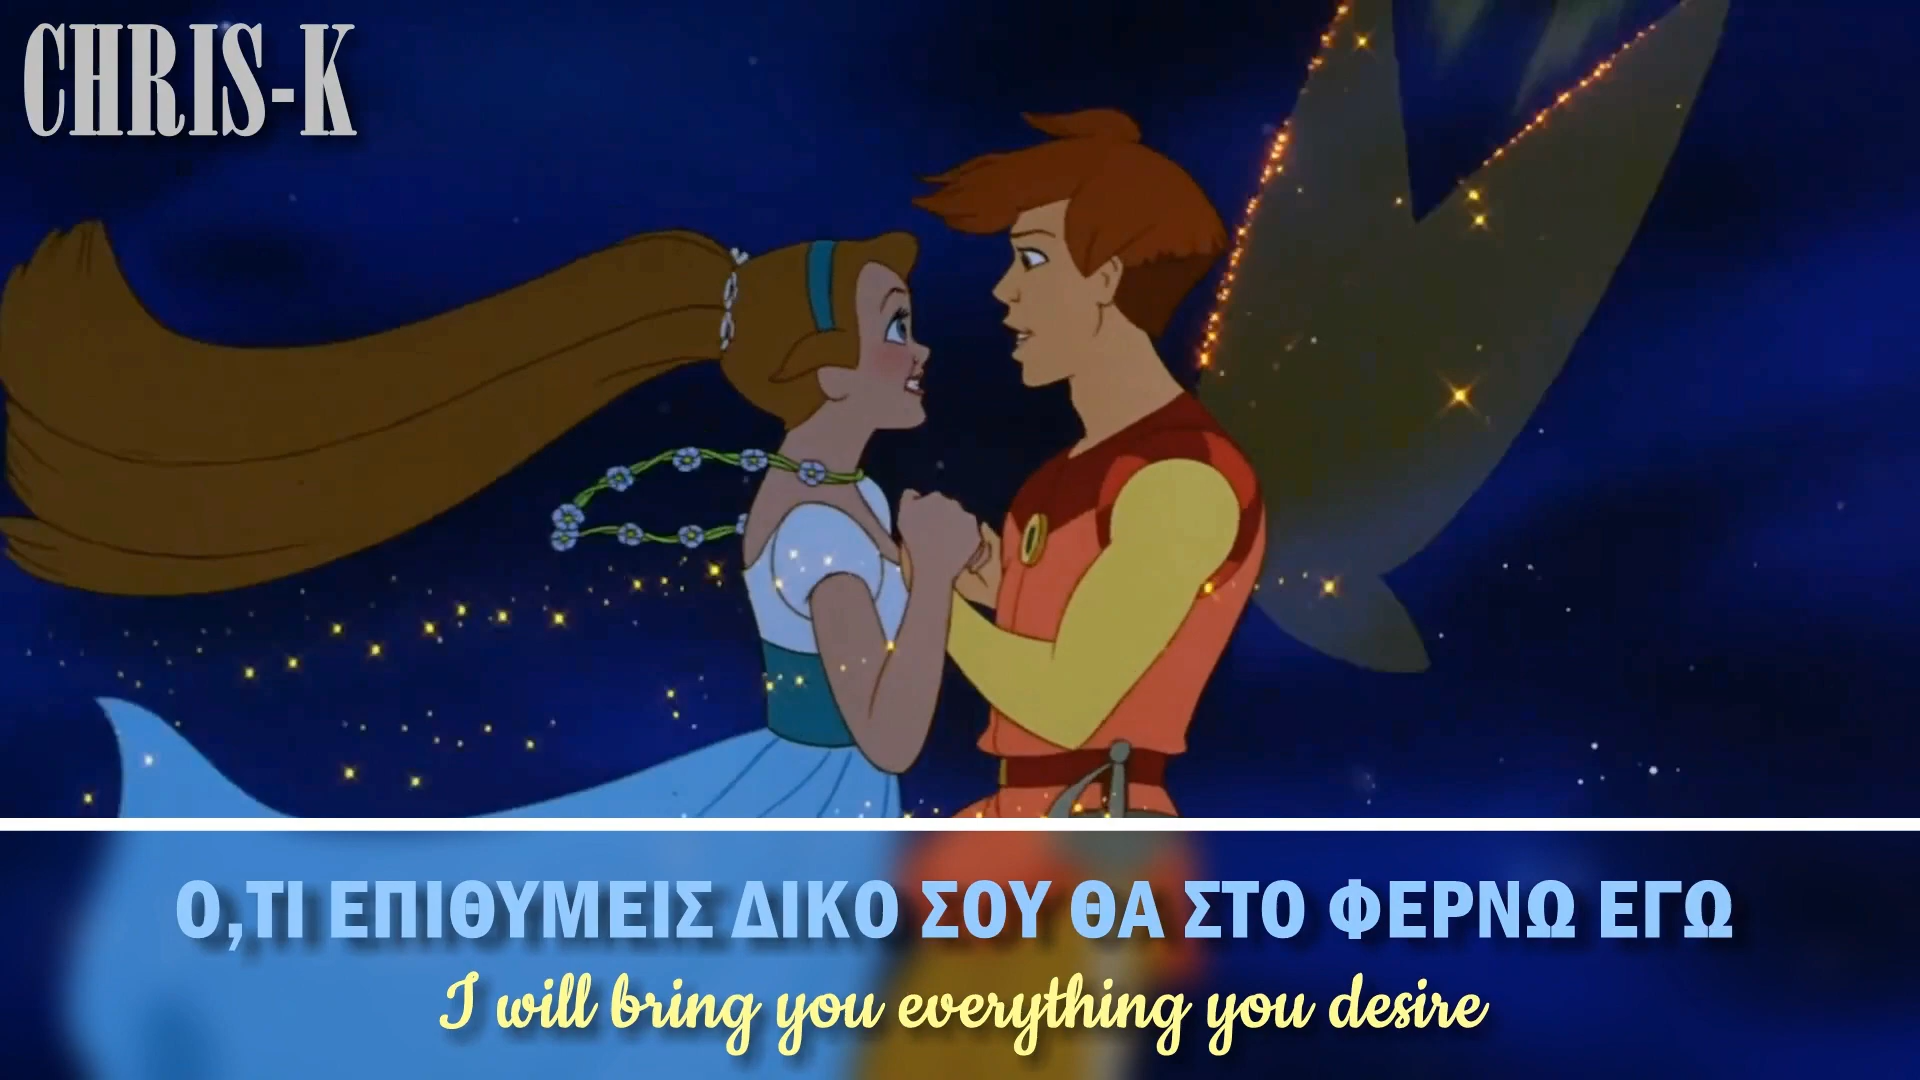 CHRIS-K
Ο,ΤΙ ΕΠΙΘΥΜΕΙΣ ΔΙΚΟ ΣΟΥ ΘΑ ΣΤΟ ΦΕΡΝΩ ΕΓΩ
I will bring you everything you desire